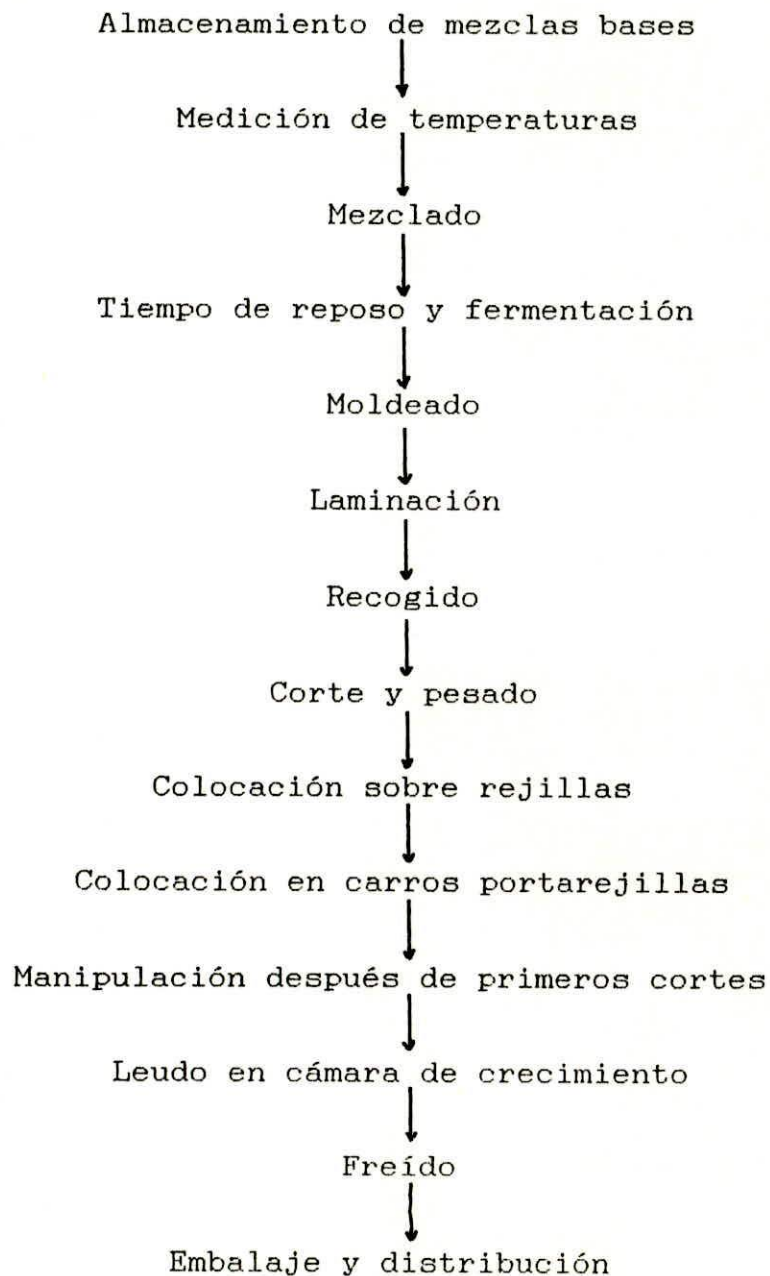 Almacenamiento de mezclas bases
Medición de temperaturas
Mezclado
Tiempo de reposo y fermentación
Moldeado
Laminación
Recogido
Corte y pesado
Colocación sobre rejillas
Colocación en carros portarejillas
Manipulación después de primeros cortes
Leudo en cámara de crecimiento
Freído
Embalaje y distribución